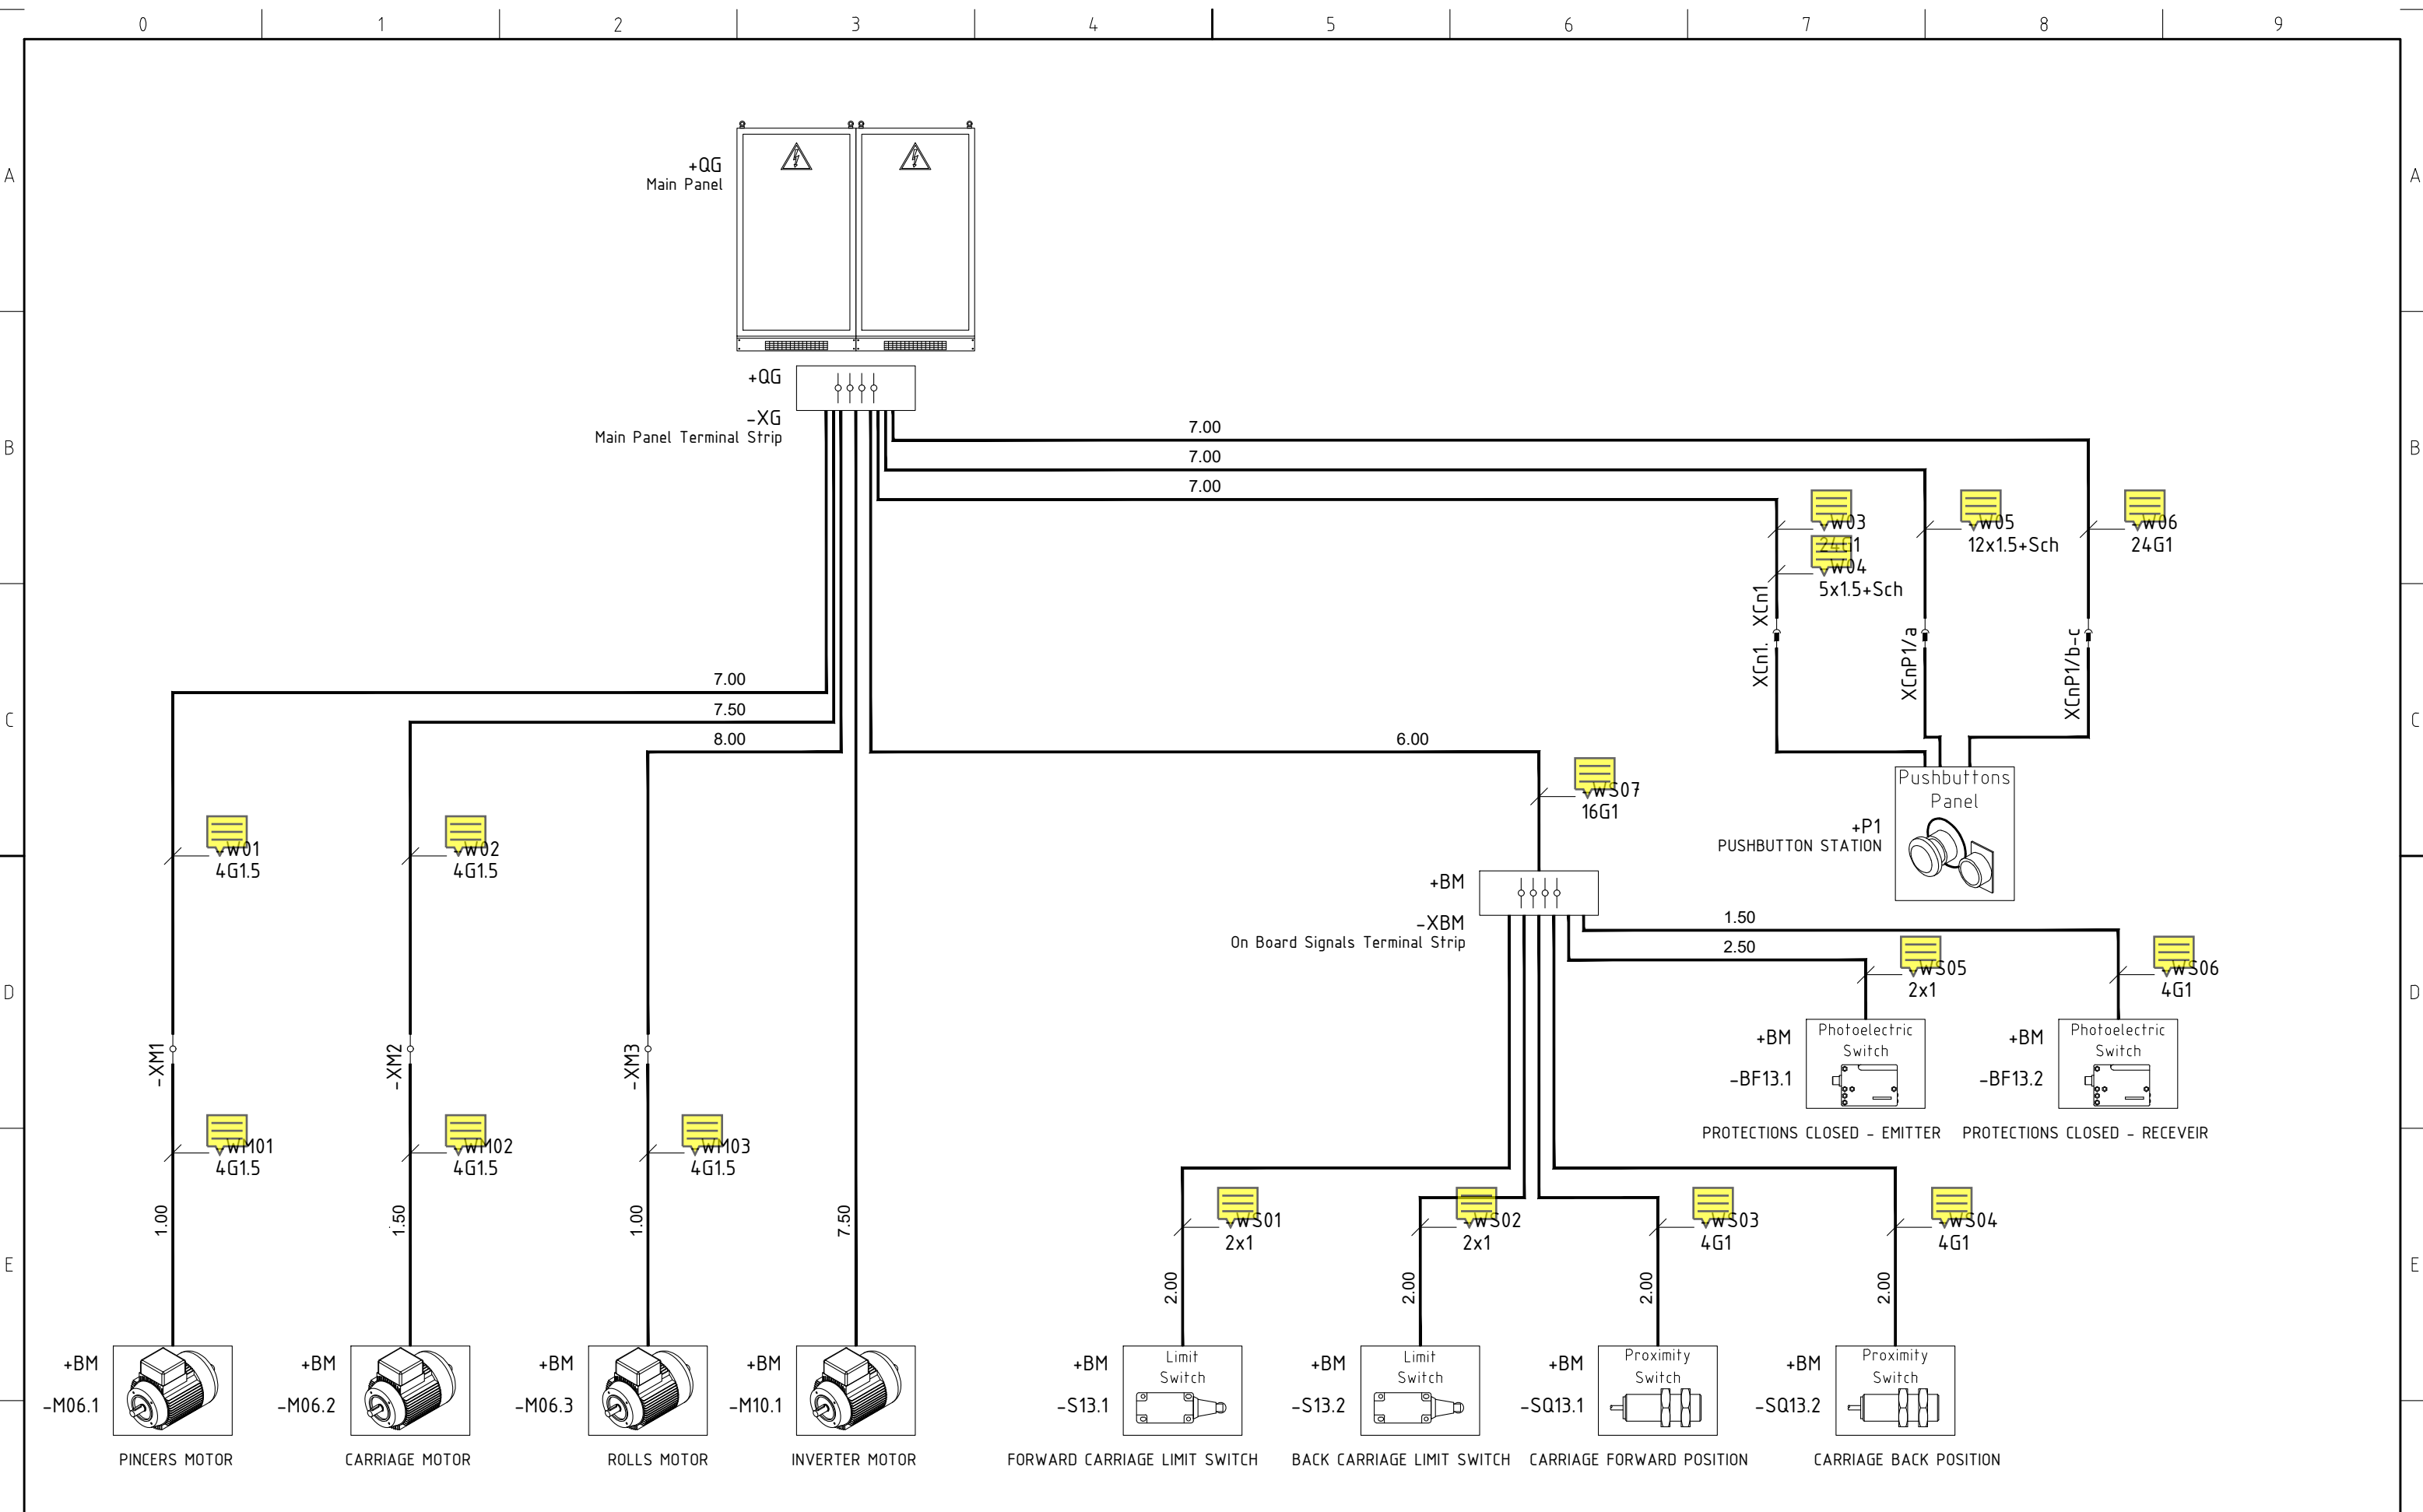 0 1 2 3 4 5 6 7 8 9
A A
+QG
Main Panel
+QG
-XG
Main Panel Terminal Strip
B B
7.00
7.00
7.00
-W03
24G1
-W04
5x1.5+Sch
-W05
12x1.5+Sch
-W06
24G1
XCn1. XCn1
XCnP1/a
XCnP1/b-c
C C
7.00
7.50
8.00
6.00
-WS07
16G1
Pushbuttons
Panel
+P1
PUSHBUTTON STATION
-W01
4G1.5
-W02
4G1.5
+BM
-XBM
On Board Signals Terminal Strip
1.50
2.50
-WS05
2x1
-WS06
4G1
D D
-XM1
-XM2
-XM3
+BM
-BF13.1
Photoelectric
Switch
PROTECTIONS CLOSED - EMITTER
+BM
-BF13.2
Photoelectric
Switch
PROTECTIONS CLOSED - RECEVEIR
-WM01
4G1.5
-WM02
4G1.5
-WM03
4G1.5
1.00
1.50
1.00
7.50
-WS01
2x1
-WS02
2x1
-WS03
4G1
-WS04
4G1
2.00
2.00
2.00
2.00
E E
+BM
-M06.1
PINCERS MOTOR
+BM
-M06.2
CARRIAGE MOTOR
+BM
-M06.3
ROLLS MOTOR
+BM
-M10.1
INVERTER MOTOR
+BM
-S13.1
Limit
Switch
FORWARD CARRIAGE LIMIT SWITCH
+BM
-S13.2
Limit
Switch
BACK CARRIAGE LIMIT SWITCH
+BM
-SQ13.1
Proximity
Switch
CARRIAGE FORWARD POSITION
+BM
-SQ13.2
Proximity
Switch
CARRIAGE BACK POSITION